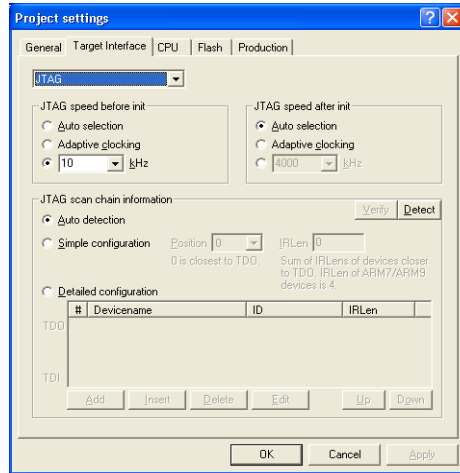 Project settings
General Target Interface CPU Flash Production
JTAG
JTAG speed before init
Auto selection
Adaptive clocking
10 kHz
JTAG speed after init
Auto selection
Adaptive clocking
4000 kHz
JTAG scan chain information
Verify Detect
Auto detection
Simple configuration Position 0 IRLen 0
0 is closest to TDO. Sum of IRLens of devices closer
to TDO. IRLen of ARM7/ARM9
devices is 4.
Detailed configuration
# Devicename ID IRLen
TDO
TDI
Add Insert Delete Edit Up Down
OK Cancel Apply